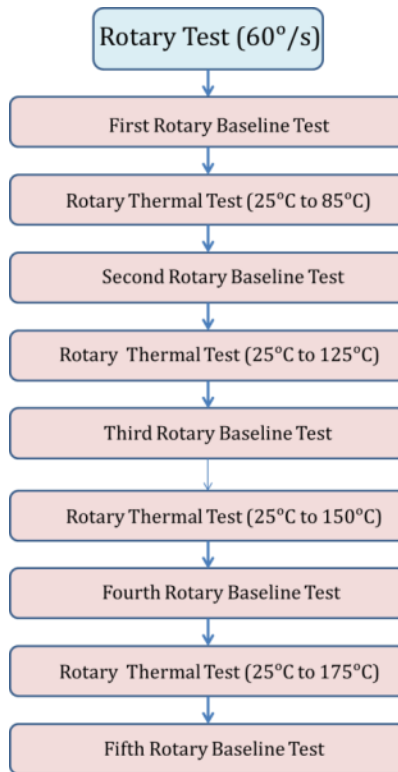 Rotary Test (60°/s)
First Rotary Baseline Test
Rotary Thermal Test (25°C to 85°C)
Second Rotary Baseline Test
Rotary Thermal Test (25°C to 125°C)
Third Rotary Baseline Test
Rotary Thermal Test (25°C to 150°C)
Fourth Rotary Baseline Test
Rotary Thermal Test (25°C to 175°C)
Fifth Rotary Baseline Test